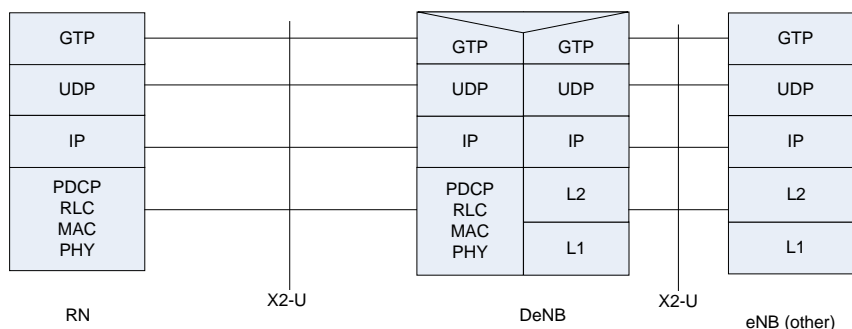 GTP
GTP
GTP
GTP
UDP
UDP
UDP
UDP
IP
IP
IP
IP
PDCP
RLC
MAC
PHY
PDCP
RLC
MAC
PHY
L2
L1
L2
L1
RN
X2-U
DeNB
X2-U
eNB (other)